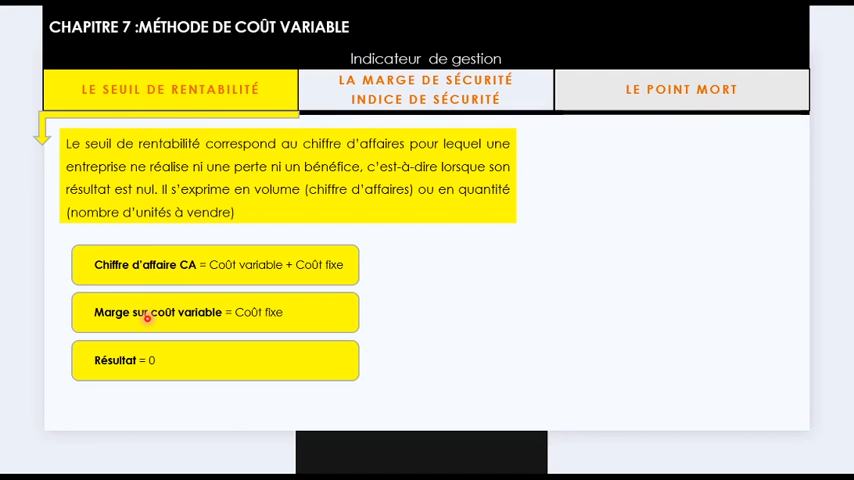 CHAPITRE 7 :MÉTHODE DE COÛT VARIABLE
Indicateur de gestion
LE SEUIL DE RENTABILITÉ
LA MARGE DE SÉCURITÉ
INDICE DE SÉCURITÉ
LE POINT MORT
Le seuil de rentabilité correspond au chiffre d'affaires pour lequel une
entreprise ne réalise ni une perte ni un bénéfice, c'est-à-dire lorsque son
résultat est nul. Il s'exprime en volume (chiffre d'affaires) ou en quantité
(nombre d'unités à vendre)
Chiffre d'affaire CA = Coût variable + Coût fixe
Marge sur coût variable = Coût fixe
Résultat = 0